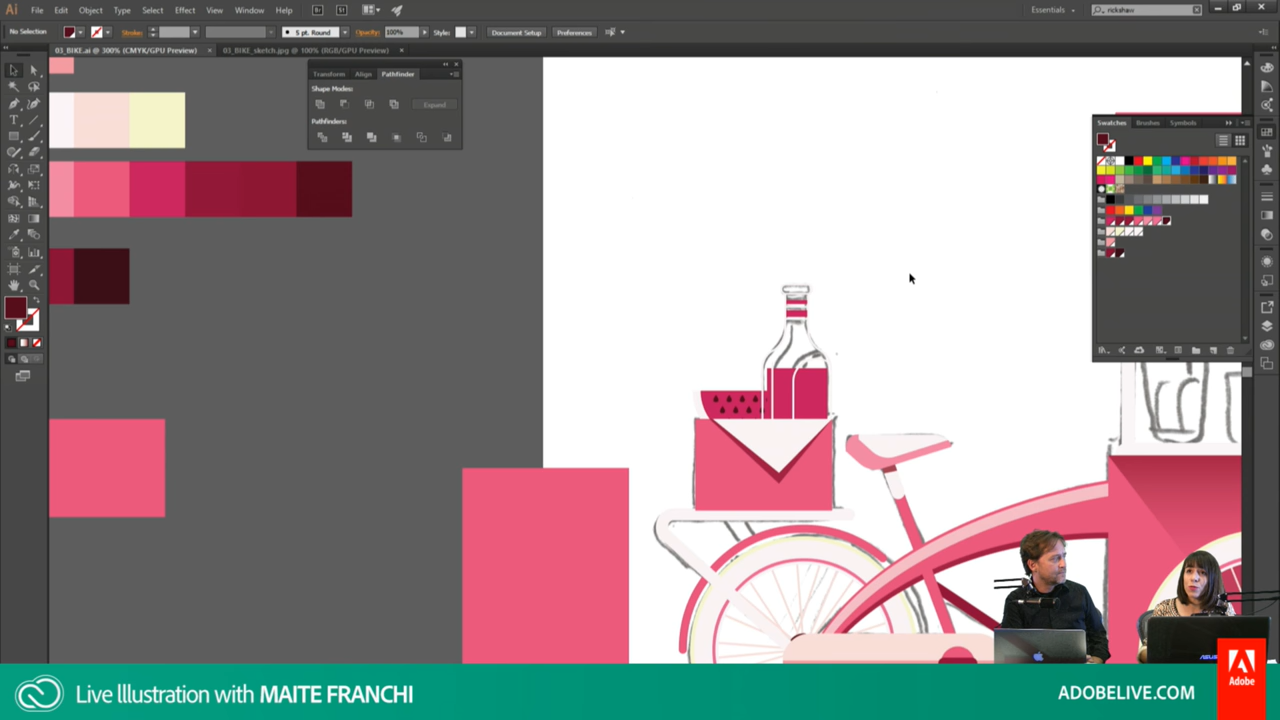 Ai File Edit Object Type Select Effect View Window Help Br St Essentials rickshaw
No Selection Stroke: 5 pt. Round Opacity: 100% Style: Document Setup Preferences
03_BIKE.ai @ 300% (CMYK/GPU Preview) × 03_BIKE_sketch.jpg @ 100% (RGB/GPU Preview) ×
Transform Align Pathfinder
Shape Modes:
Expand
Pathfinders:
Swatches Brushes Symbols
Live Illustration with MAITE FRANCHI
ADOBELIVE.COM
Adobe